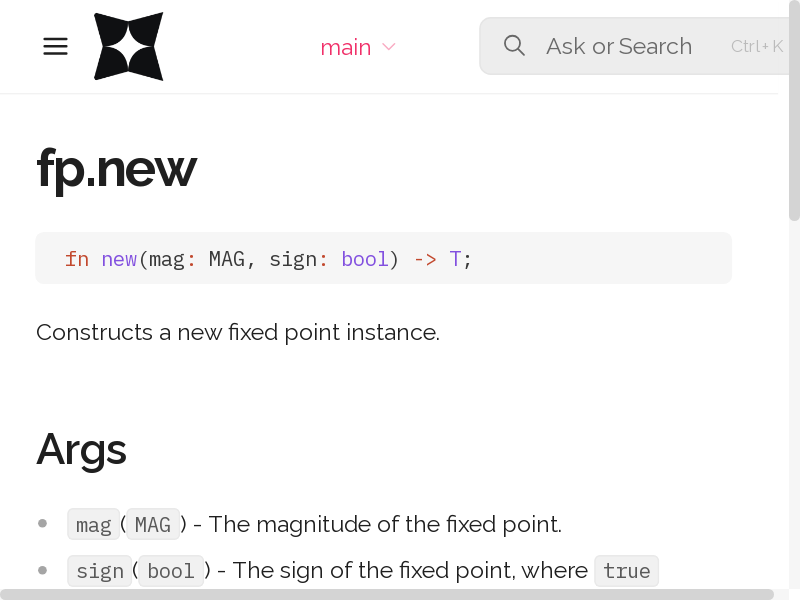 main
Ask or Search
Ctrl+K
fp.new
fn new(mag: MAG, sign: bool) -> T;
Constructs a new fixed point instance.
Args
mag(MAG) - The magnitude of the fixed point.
sign(bool) - The sign of the fixed point, where true